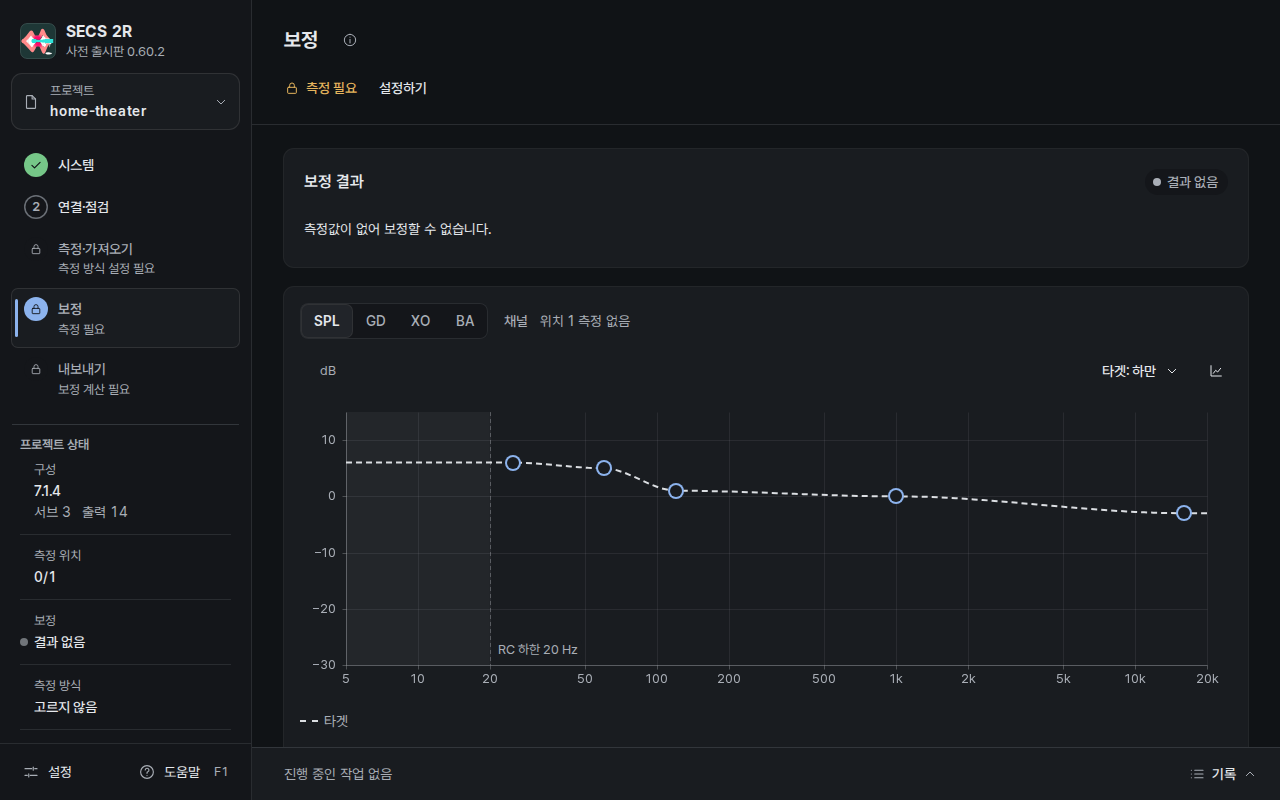 SECS 2R
사전 출시판 0.60.2
프로젝트
home-theater
시스템
2 연결·점검
측정·가져오기
측정 방식 설정 필요
보정
측정 필요
내보내기
보정 계산 필요
프로젝트 상태
구성
7.1.4
서브 3 출력 14
측정 위치
0/1
보정
결과 없음
측정 방식
고르지 않음
설정 도움말 F1
보정
측정 필요 설정하기
보정 결과
결과 없음
측정값이 없어 보정할 수 없습니다.
SPL GD XO BA 채널 위치 1 측정 없음
dB
타겟: 하만
10
0
−10
−20
−30
RC 하한 20 Hz
5 10 20 50 100 200 500 1k 2k 5k 10k 20k
타겟
진행 중인 작업 없음
기록